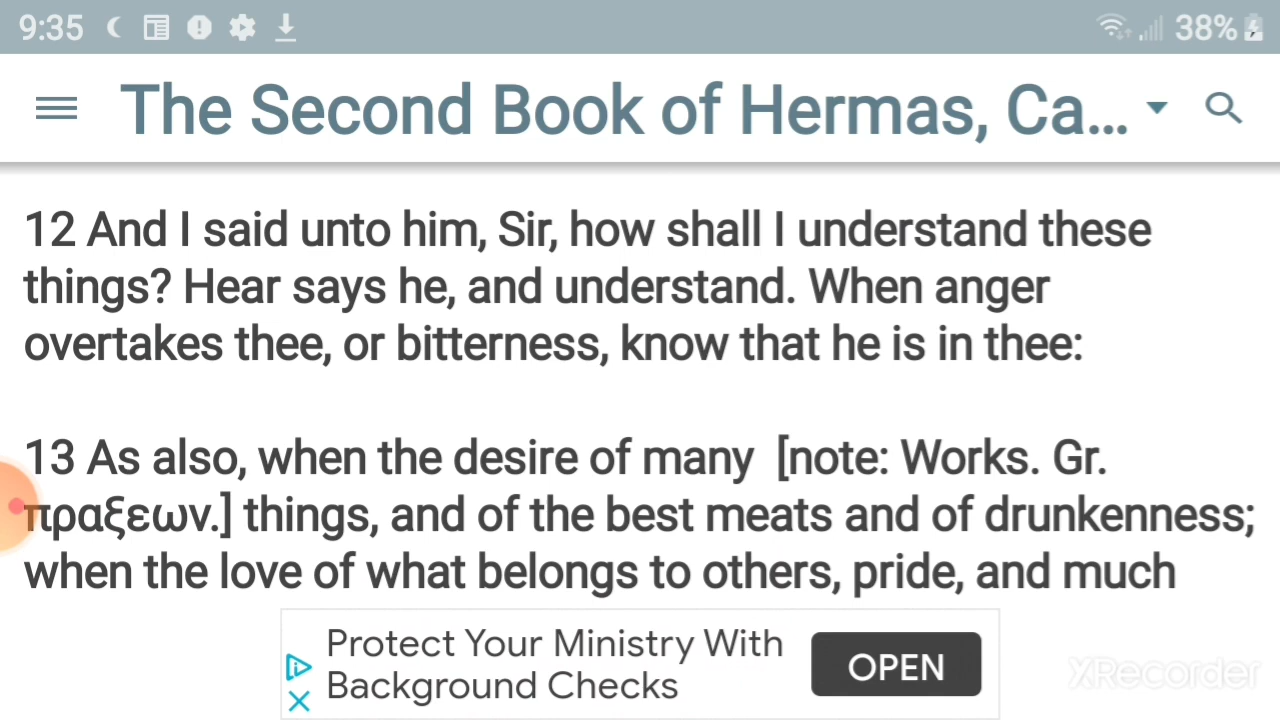 9:35 38%
The Second Book of Hermas, Ca...
12 And I said unto him, Sir, how shall I understand these
things? Hear says he, and understand. When anger
overtakes thee, or bitterness, know that he is in thee:
13 As also, when the desire of many [note: Works. Gr.
πραξεων.] things, and of the best meats and of drunkenness;
when the love of what belongs to others, pride, and much
Protect Your Ministry With
Background Checks
OPEN
XRecorder